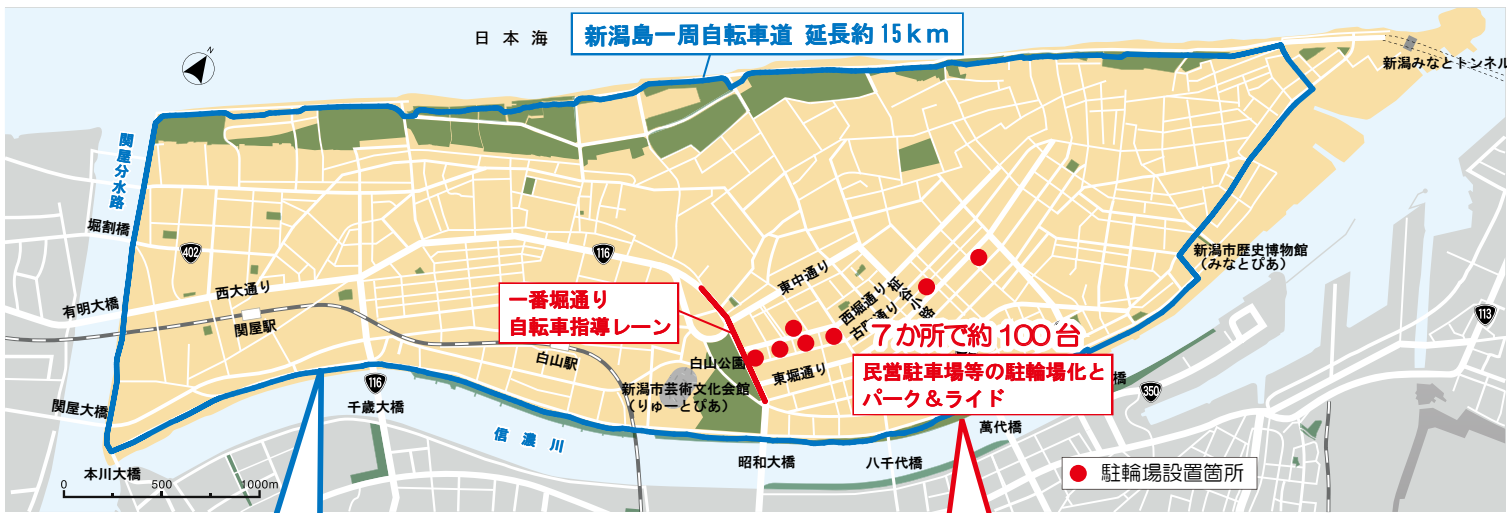 日本海
新潟島一周自転車道 延長約15km
N
新潟みなとトンネル
関屋分水路
堀割橋
402
116
新潟市歴史博物館
(みなとぴあ)
有明大橋
西大通り
関屋駅
一番堀通り
自転車指導レーン
東中通り
西堀通り
柾谷小路
7か所で約100台
民営駐車場等の駐輪場化と
パーク&ライド
113
白山駅
白山公園
東堀通り
新潟市芸術文化会館
(りゅーとぴあ)
116
350
橋
関屋大橋
千歳大橋
信濃川
萬代橋
本川大橋
昭和大橋
八千代橋
駐輪場設置箇所
0 500 1000m